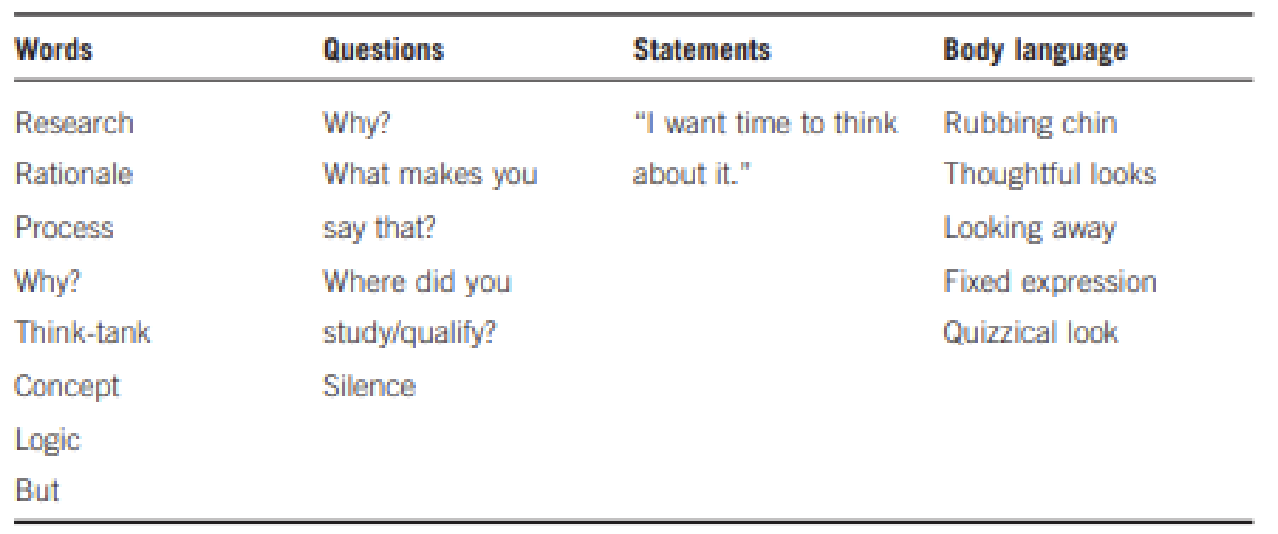 Words Questions Statements Body language
Research Why? "I want time to think Rubbing chin
Rationale What makes you about it." Thoughtful looks
Process say that? Looking away
Why? Where did you Fixed expression
Think-tank study/qualify? Quizzical look
Concept Silence
Logic
But